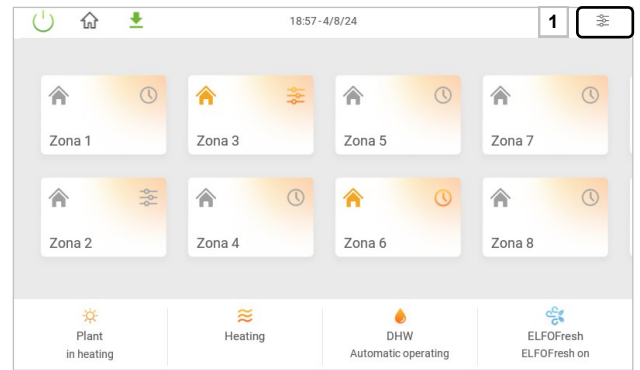 18:57-4/8/24
1
Zona 1
Zona 3
Zona 5
Zona 7
Zona 2
Zona 4
Zona 6
Zona 8
Plant
in heating
Heating
DHW
Automatic operating
ELFOFresh
ELFOFresh on